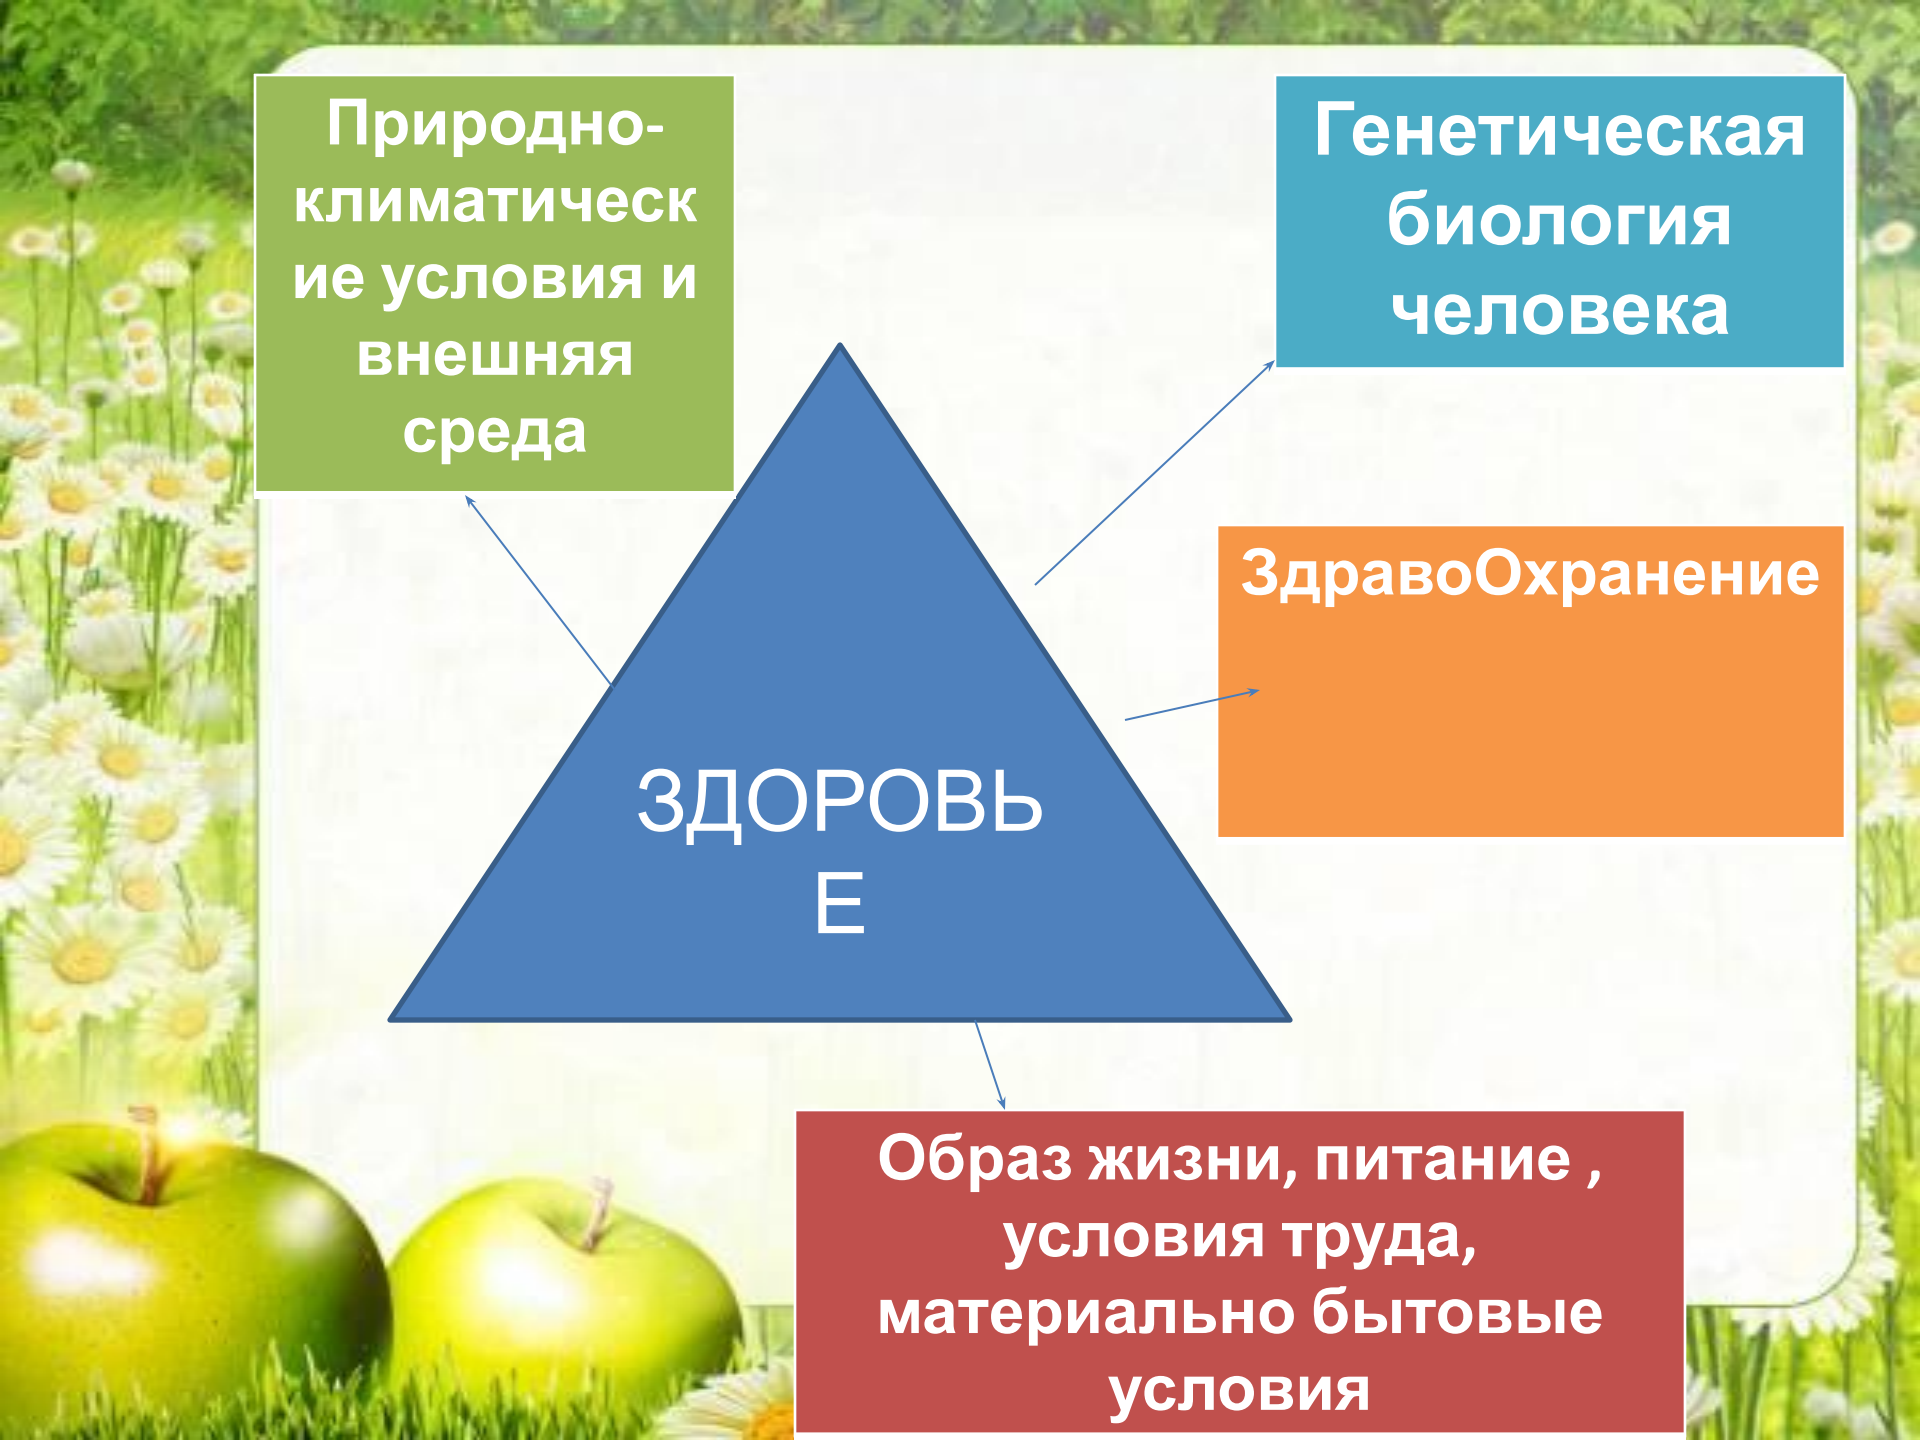 Природно-
климатическ
ие условия и
внешняя
среда
Генетическая
биология
человека
ЗдравоОхранение
ЗДОРОВЬ
Е
Образ жизни, питание ,
условия труда,
материально бытовые
условия